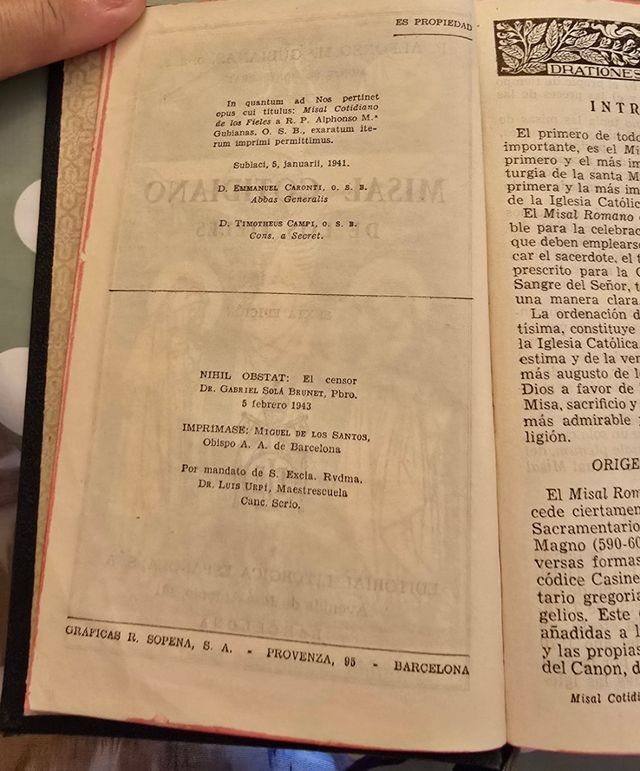 ES PROPIEDAD
In quantum ad Nos pertinet
opus cui titulus: Misal Cotidiano
de los Fieles a R. P. Alphonso M.ª
Gubianas. O. S. B., exaratum ite-
rum imprimi permittimus.
Sublaci, 5, januarii, 1941.
D. EMMANUEL CARONTI, O. S. B.
Abbas Generalis
D. TIMOTHEUS CAMPI, O. S. B.
Cons. a Secret.
NIHIL OBSTAT: El censor
DR. GABRIEL SOLÁ BRUNET, Pbro.
5 febrero 1943
IMPRÍMASE: MIGUEL DE LOS SANTOS,
Obispo A. A. de Barcelona
Por mandato de S. Excla. Rvdma.
DR. LUIS URPÍ, Maestrescuela
Canc. Scrio.
GRÁFICAS R. SOPENA, S. A. - PROVENZA, 95 - BARCELONA
ORATIONE
INTR
El primero de todo
importante, es el Mi
primero y el más im
turgia de la santa M
primera y la más im
de la Iglesia Católic
El Misal Romano
ble para la celebrac
que deben emplearse
car el sacerdote, el t
prescrito para la C
Sangre del Señor, t
una manera clara
La ordenación d
tísima, constituye
la Iglesia Católica
estima y de la ven
más augusto de l
Dios a favor de
Misa, sacrificio y
más admirable
ligión.
ORIGE
El Misal Rom
cede ciertamen
Sacramentario
Magno (590-60
versas formas
códice Casine
tario gregoria
gelios. Este
añadidas a l
y las propias
del Canon, d
Misal Cotidi